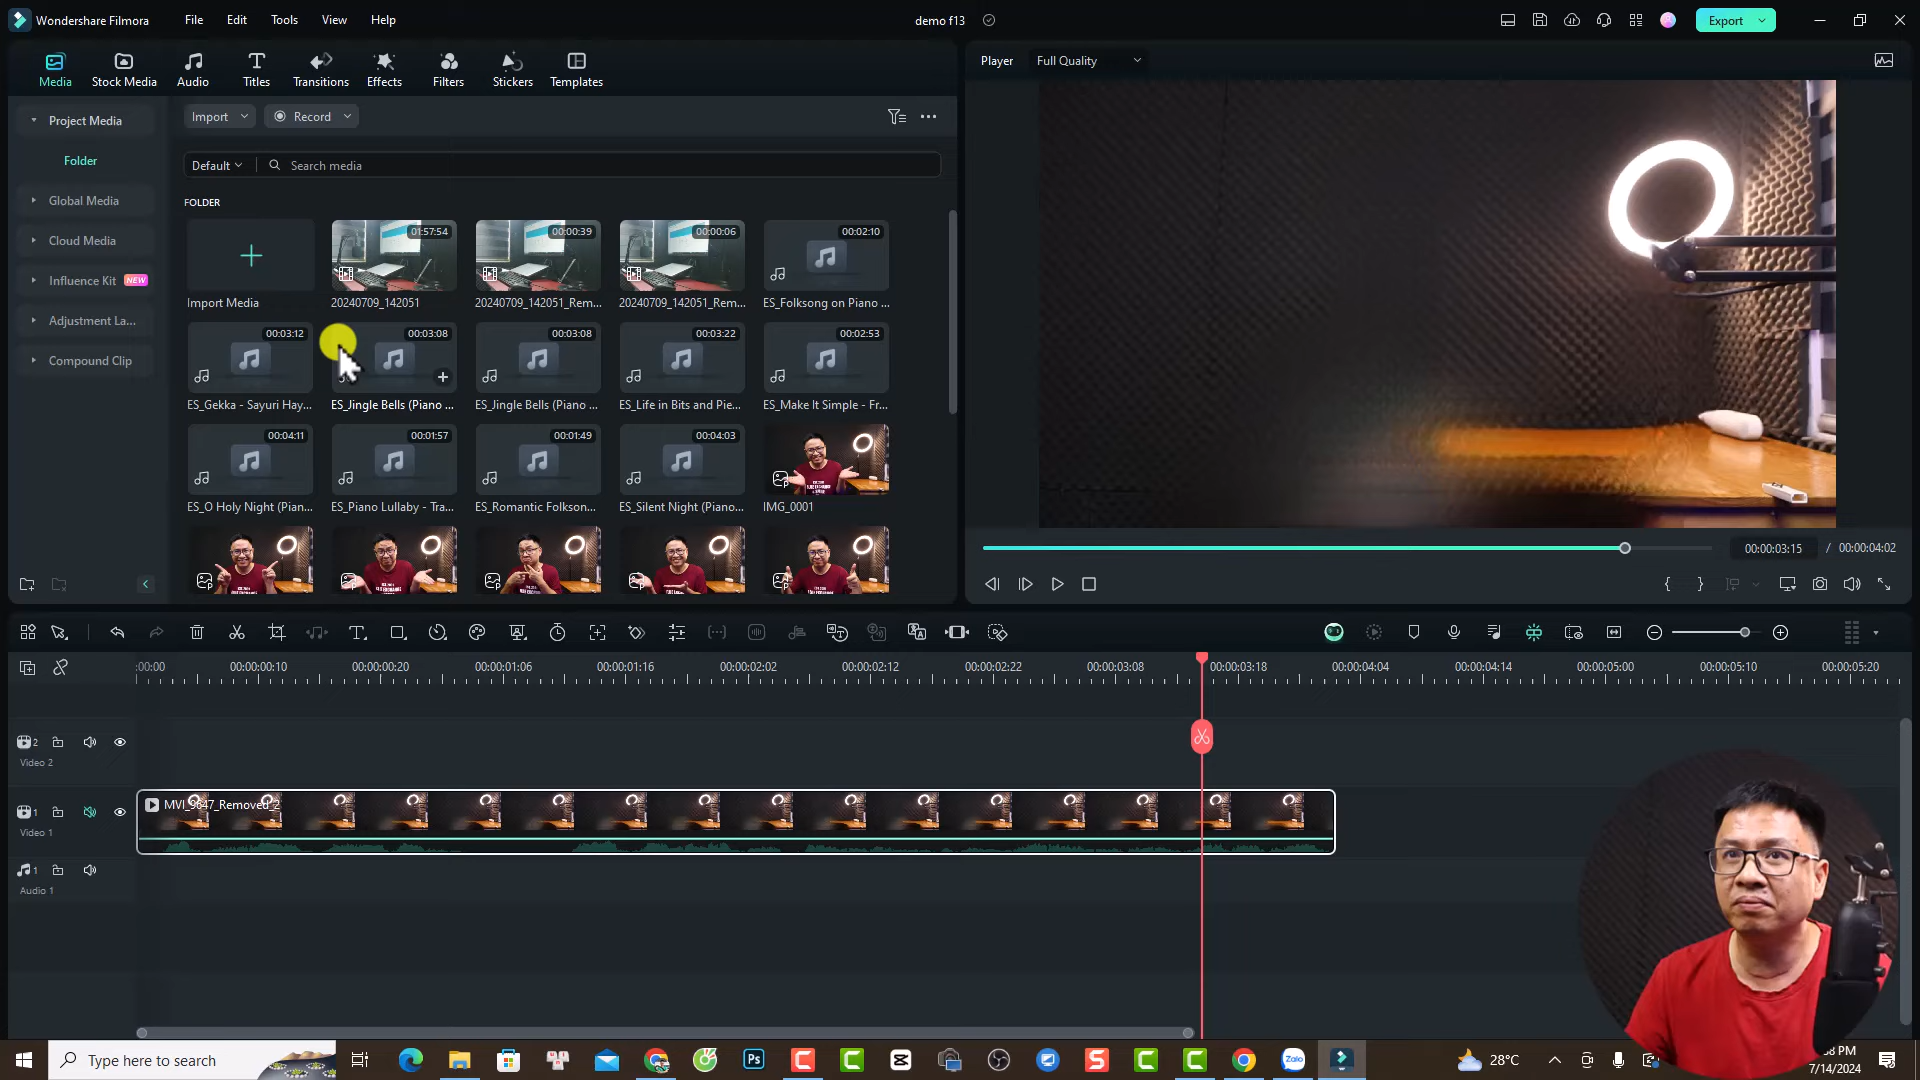 Wondershare Filmora
File
Edit
Tools
View
Help
demo f13
Export
Media
Stock Media
Audio
Titles
Transitions
Effects
Filters
Stickers
Templates
Player
Full Quality
Project Media
Folder
Global Media
Cloud Media
Influence Kit NEW
Adjustment La...
Compound Clip
Import
Record
Default
Search media
FOLDER
01:57:54
00:00:39
00:00:06
00:02:10
Import Media
20240709_142051
20240709_142051_Rem...
20240709_142051_Rem...
ES_Folksong on Piano ...
00:03:12
00:03:08
00:03:08
00:03:22
00:02:53
ES_Gekka - Sayuri Hay...
ES_Jingle Bells (Piano ...
ES_Jingle Bells (Piano ...
ES_Life in Bits and Pie...
ES_Make It Simple - Fr...
00:04:11
00:01:57
00:01:49
00:04:03
ES_O Holy Night (Pian...
ES_Piano Lullaby - Tra...
ES_Romantic Folkson...
ES_Silent Night (Piano...
IMG_0001
00:00:03:15 / 00:00:04:02
:00:00
00:00:00:10
00:00:00:20
00:00:01:06
00:00:01:16
00:00:02:02
00:00:02:12
00:00:02:22
00:00:03:08
00:00:03:18
00:00:04:04
00:00:04:14
00:00:05:00
00:00:05:10
00:00:05:20
2
Video 2
1
Video 1
MVI_9647_Removed_2
1
Audio 1
Type here to search
Ps
Zalo
28°C
:38 PM
7/14/2024